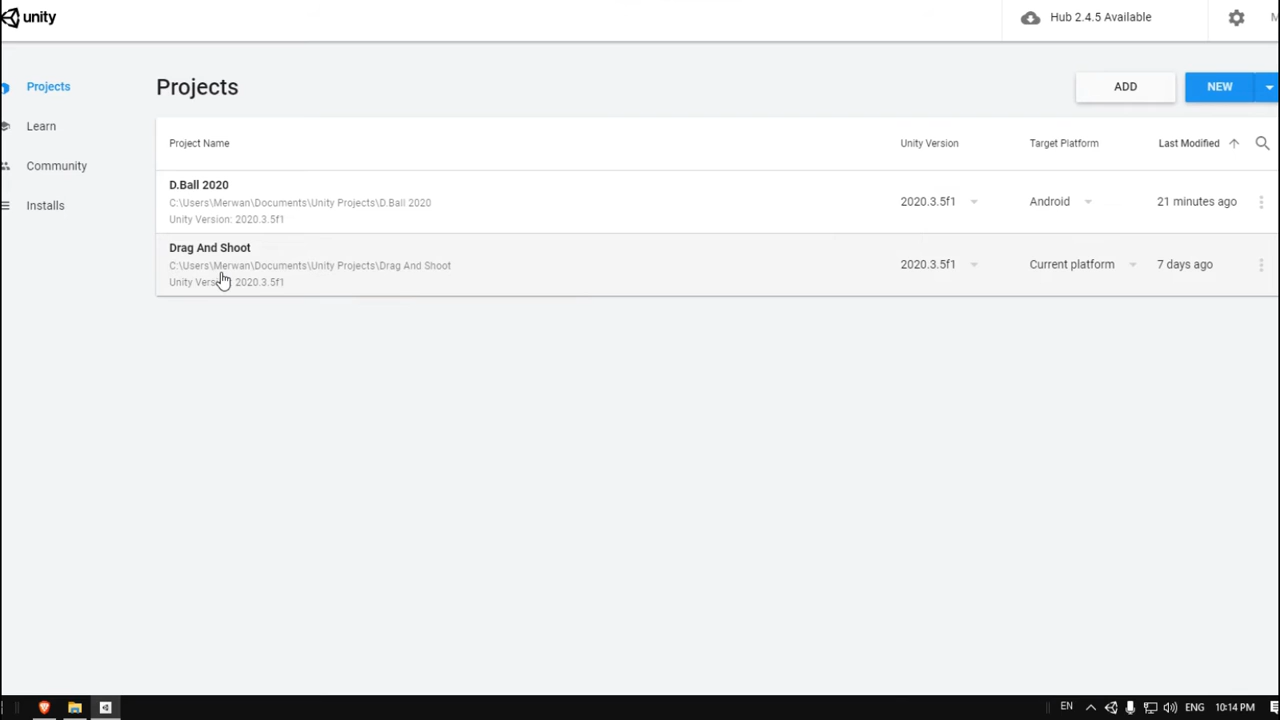 unity
Hub 2.4.5 Available
Projects
Learn
Community
Installs
Projects
ADD
NEW
Project Name
Unity Version
Target Platform
Last Modified
D.Ball 2020
C:\Users\Merwan\Documents\Unity Projects\D.Ball 2020
Unity Version: 2020.3.5f1
2020.3.5f1
Android
21 minutes ago
Drag And Shoot
C:\Users\Merwan\Documents\Unity Projects\Drag And Shoot
Unity 2020.3.5f1
2020.3.5f1
Current platform
7 days ago
EN
ENG
10:14 PM